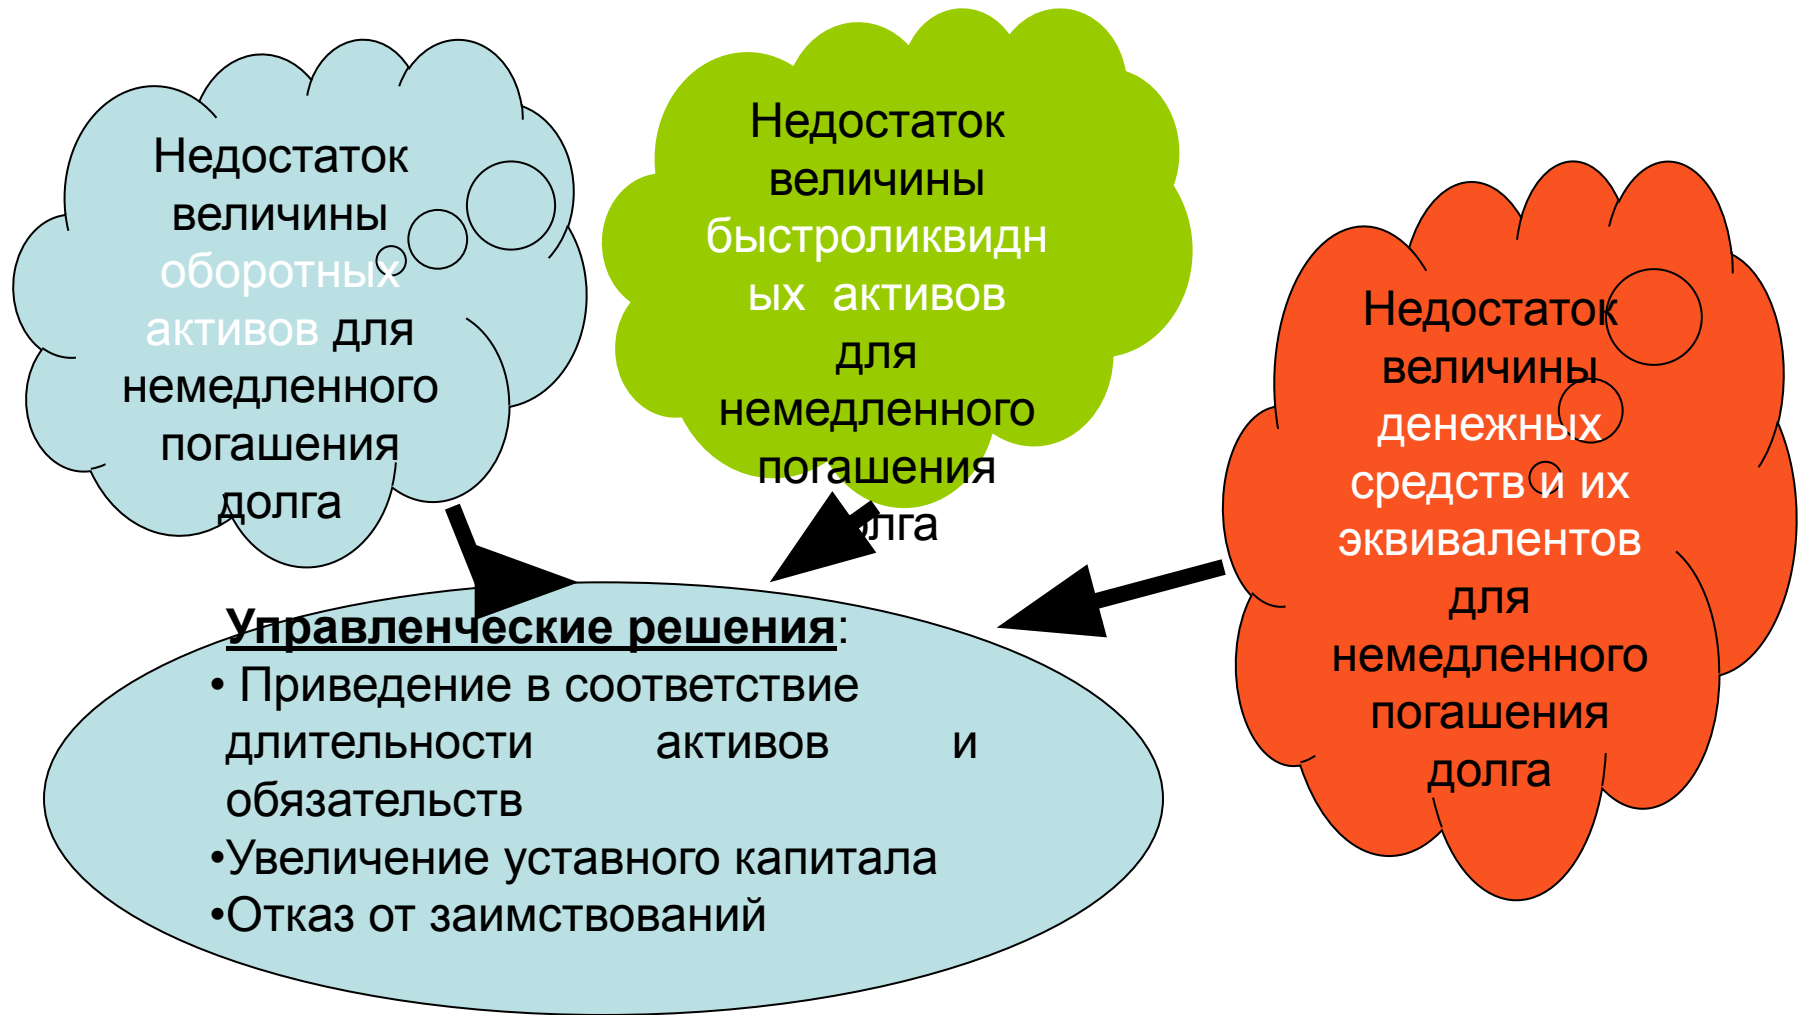 Недостаток
величины
оборотных
активов для
немедленного
погашения
долга
Недостаток
величины
быстроликвидн
ых активов
для
немедленного
погашения
долга
Недостаток
величины
денежных
средств и их
эквивалентов
для
немедленного
погашения
долга
Управленческие решения:
• Приведение в соответствие
длительности активов и
обязательств
•Увеличение уставного капитала
•Отказ от заимствований